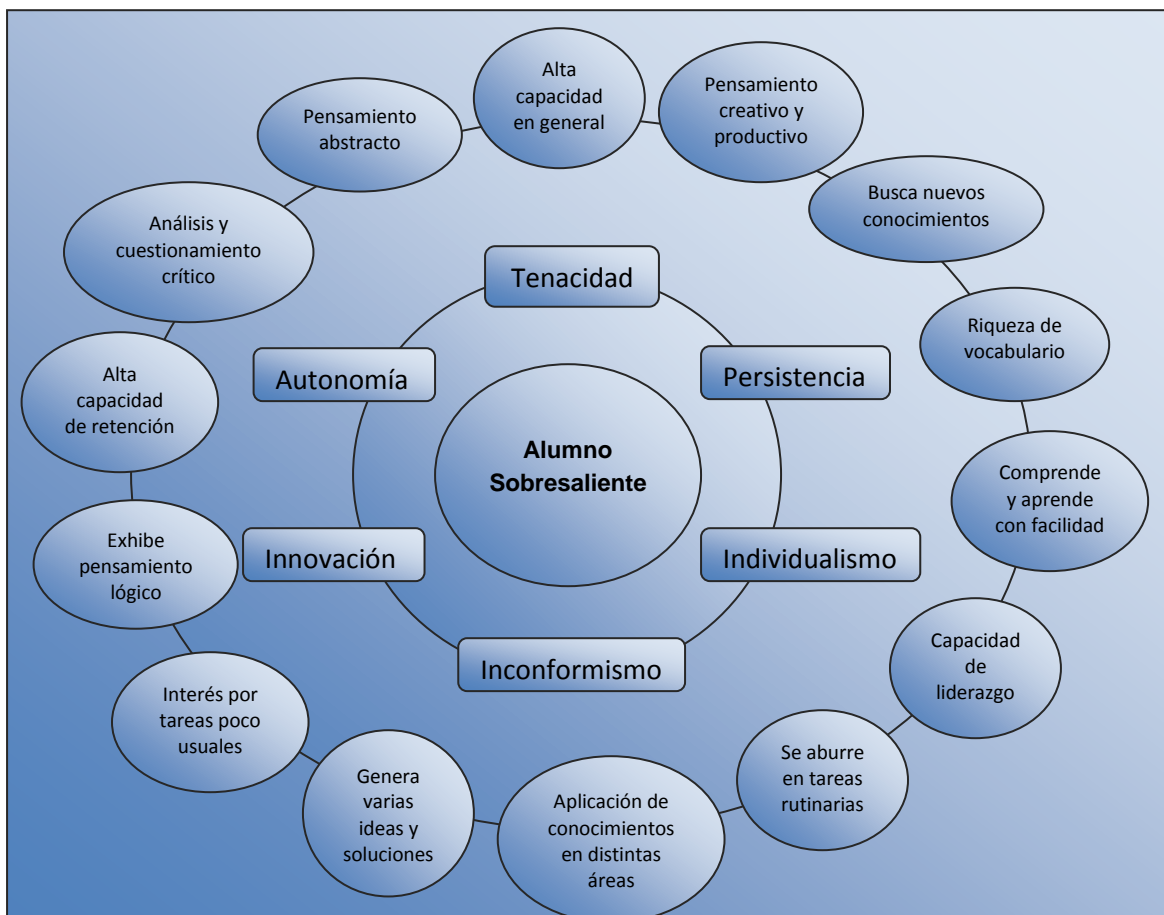 Alta
capacidad
en general
Pensamiento
creativo y
productivo
Busca nuevos
conocimientos
Riqueza de
vocabulario
Comprende
y aprende
con facilidad
Capacidad
de
liderazgo
Se aburre
en tareas
rutinarias
Aplicación de
conocimientos
en distintas
áreas
Genera
varias
ideas y
soluciones
Interés por
tareas poco
usuales
Exhibe
pensamiento
lógico
Alta
capacidad
de retención
Análisis y
cuestionamiento
crítico
Pensamiento
abstracto
Tenacidad
Persistencia
Individualismo
Inconformismo
Innovación
Autonomía
Alumno
Sobresaliente